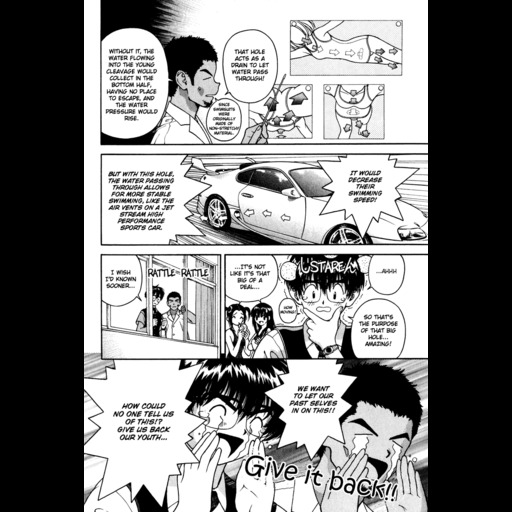 WITHOUT IT, THE
WATER FLOWING
INTO THE YOUNG
CLEAVAGE WOULD
COLLECT IN THE
BOTTOM HALF,
HAVING NO PLACE
TO ESCAPE, AND THE
WATER PRESSURE WOULD
RISE.
THAT HOLE
ACTS AS A
DRAIN TO LET
WATER PASS
THROUGH!
SINCE
SWIMSUITS
WERE
ORIGINALLY
MADE OF
NON-STRETCHY
MATERIAL.
BUT WITH THIS HOLE,
THE WATER PASSING
THROUGH ALLOWS
FOR MORE STABLE
SWIMMING, LIKE THE
AIR VENTS ON A JET
STREAM HIGH
PERFORMANCE
SPORTS CAR.
IT WOULD
DECREASE
THEIR
SWIMMING
SPEED!
I WISH
I'D KNOWN
SOONER...
RATTLE RATTLE
...IT'S NOT
LIKE IT'S THAT
BIG OF A
DEAL...
HOW
MOVING!
...AHHH
SO THAT'S
THE PURPOSE
OF THAT BIG
HOLE...
AMAZING!
HOW COULD
NO ONE TELL US
OF THIS!?
GIVE US BACK
OUR YOUTH...
WE WANT
TO LET OUR
PAST SELVES
IN ON THIS!!
Give it back!!